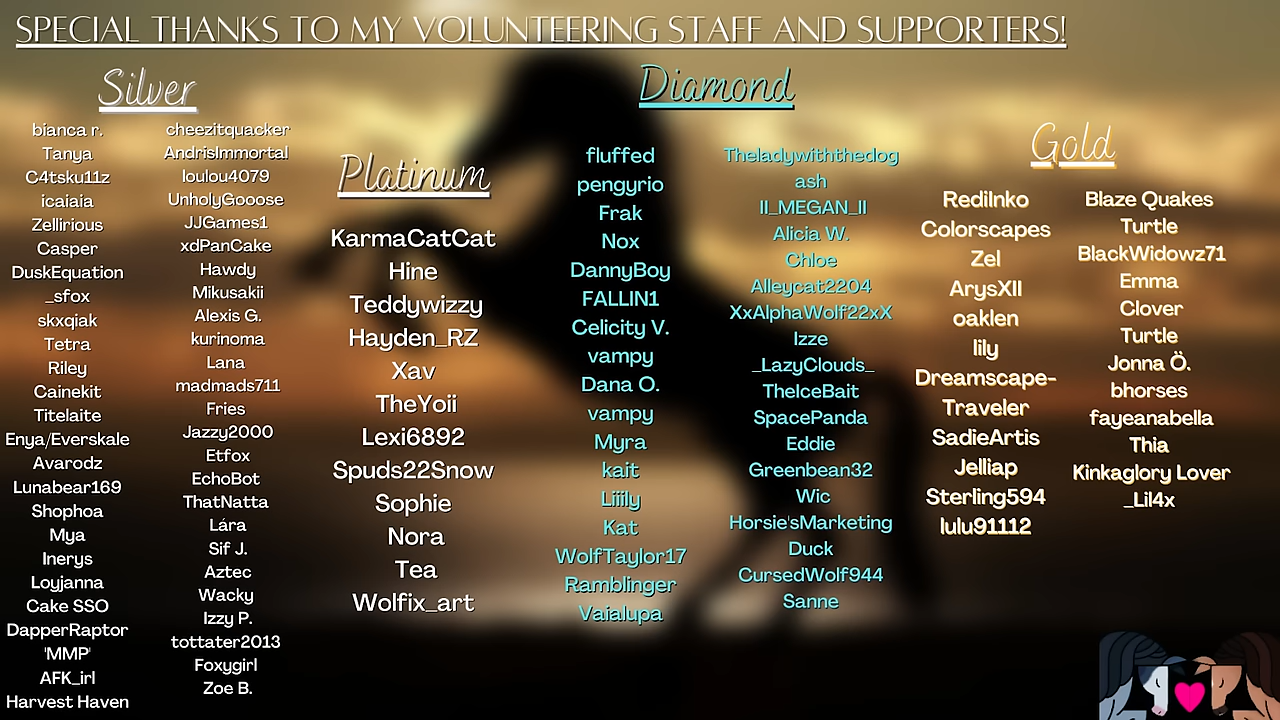 SPECIAL THANKS TO MY VOLUNTEERING STAFF AND SUPPORTERS!
Silver
bianca r.
Tanya
C4tsku11z
icaiaia
Zellirious
Casper
DuskEquation
_sfox
skxqiak
Tetra
Riley
Cainekit
Titelaite
Enya/Everskale
Avarodz
Lunabear169
Shophoa
Mya
Inerys
Loyjanna
Cake SSO
DapperRaptor
'MMP'
AFK_irl
Harvest Haven
cheezitquacker
AndrisImmortal
loulou4079
UnholyGooose
JJGames1
xdPanCake
Hawdy
Mikusakii
Alexis G.
kurinoma
Lana
madmads711
Fries
Jazzy2000
Etfox
EchoBot
ThatNatta
Lára
Sif J.
Aztec
Wacky
Izzy P.
tottater2013
Foxygirl
Zoe B.
Platinum
KarmaCatCat
Hine
Teddywizzy
Hayden_RZ
Xav
TheYoii
Lexi6892
Spuds22Snow
Sophie
Nora
Tea
Wolfix_art
Diamond
fluffed
pengyrio
Frak
Nox
DannyBoy
FALLIN1
Celicity V.
vampy
Dana O.
vampy
Myra
kait
Liiily
Kat
WolfTaylor17
Ramblinger
Vaialupa
Theladywiththedog
ash
II_MEGAN_II
Alicia W.
Chloe
Alleycat2204
XxAlphaWolf22xX
Izze
_LazyClouds_
TheIceBait
SpacePanda
Eddie
Greenbean32
Wic
Horsie'sMarketing
Duck
CursedWolf944
Sanne
Gold
RediInko
Colorscapes
Zel
ArysXII
oaklen
lily
Dreamscape-
Traveler
SadieArtis
Jelliap
Sterling594
lulu91112
Blaze Quakes
Turtle
BlackWidowz71
Emma
Clover
Turtle
Jonna Ö.
bhorses
fayeanabella
Thia
Kinkaglory Lover
_Lil4x